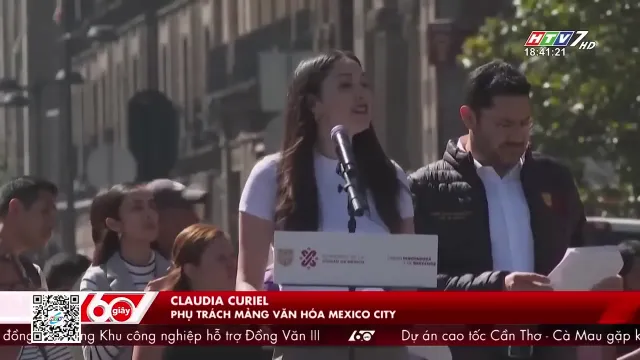 HTV7 HD
18:41:21
60 giây
CLAUDIA CURIEL
PHỤ TRÁCH MẢNG VĂN HÓA MEXICO CITY
Khu công nghiệp hỗ trợ Đồng Văn III
Dự án cao tốc Cần Thơ - Cà Mau gặp k